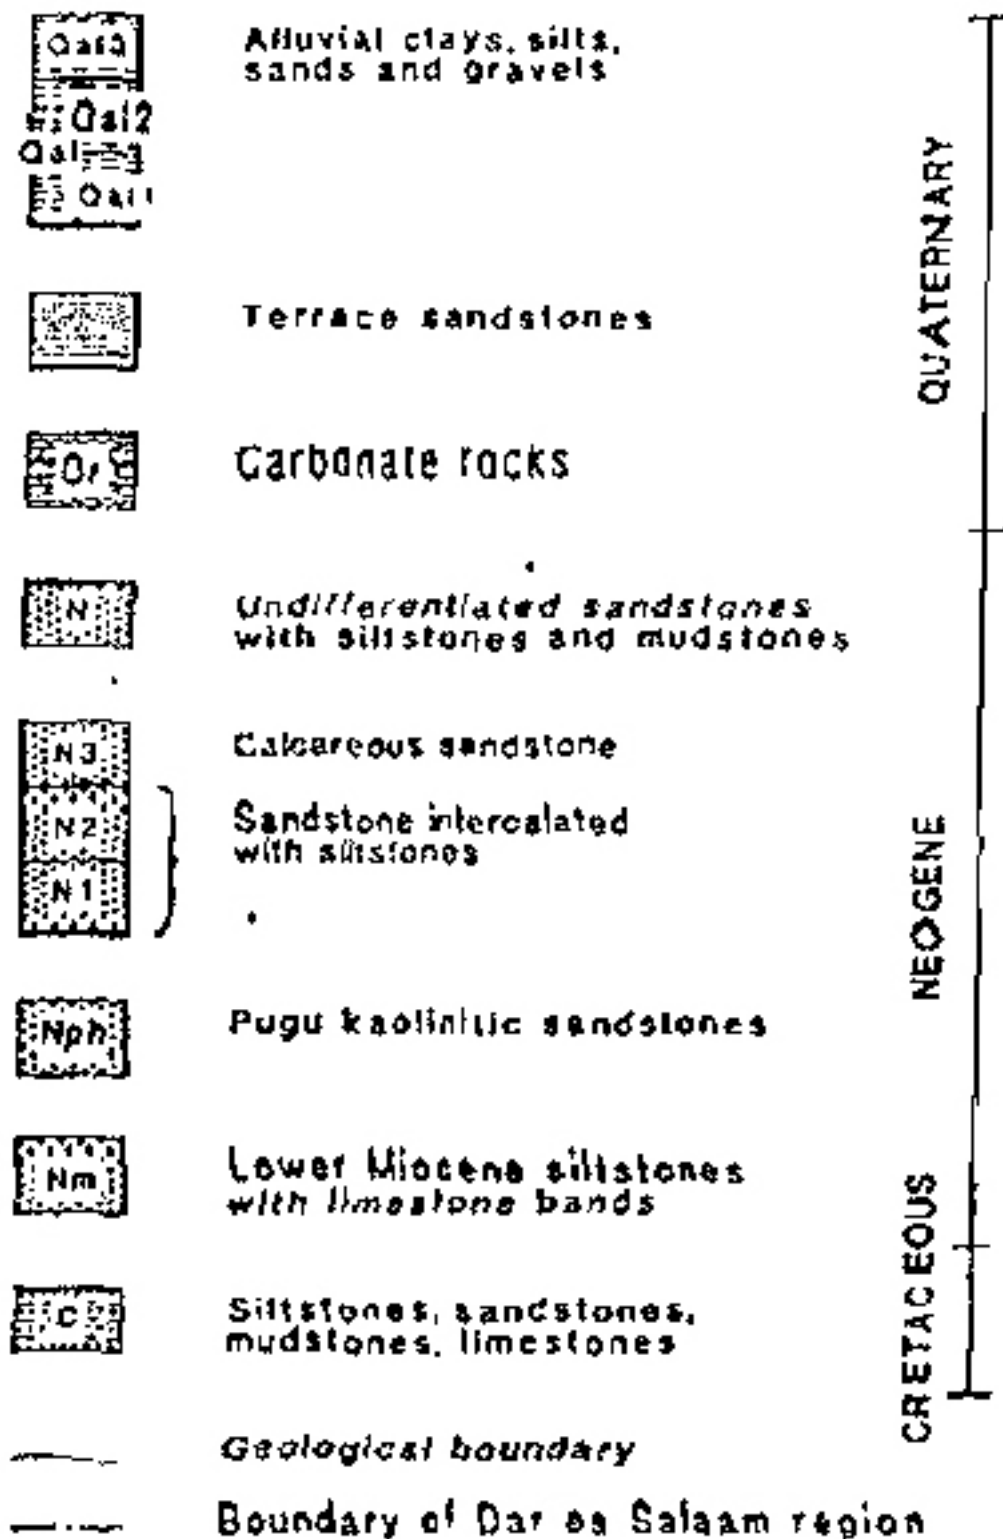 Qal3
Alluvial clays, silts,
sands and gravels
Qal2
Qal
Qal1
Terrace sandstones
Carbonate rocks
N
Undifferentiated sandstones
with siltstones and mudstones
N3
Calcareous sandstone
N2
Sandstone intercalated
with siltstones
N1
Nph
Pugu kaolinitic sandstones
Nm
Lower Miocene siltstones
with limestone bands
C
Siltstones, sandstones,
mudstones, limestones
Geological boundary
Boundary of Dar es Salaam region
QUATERNARY
NEOGENE
CRETACEOUS